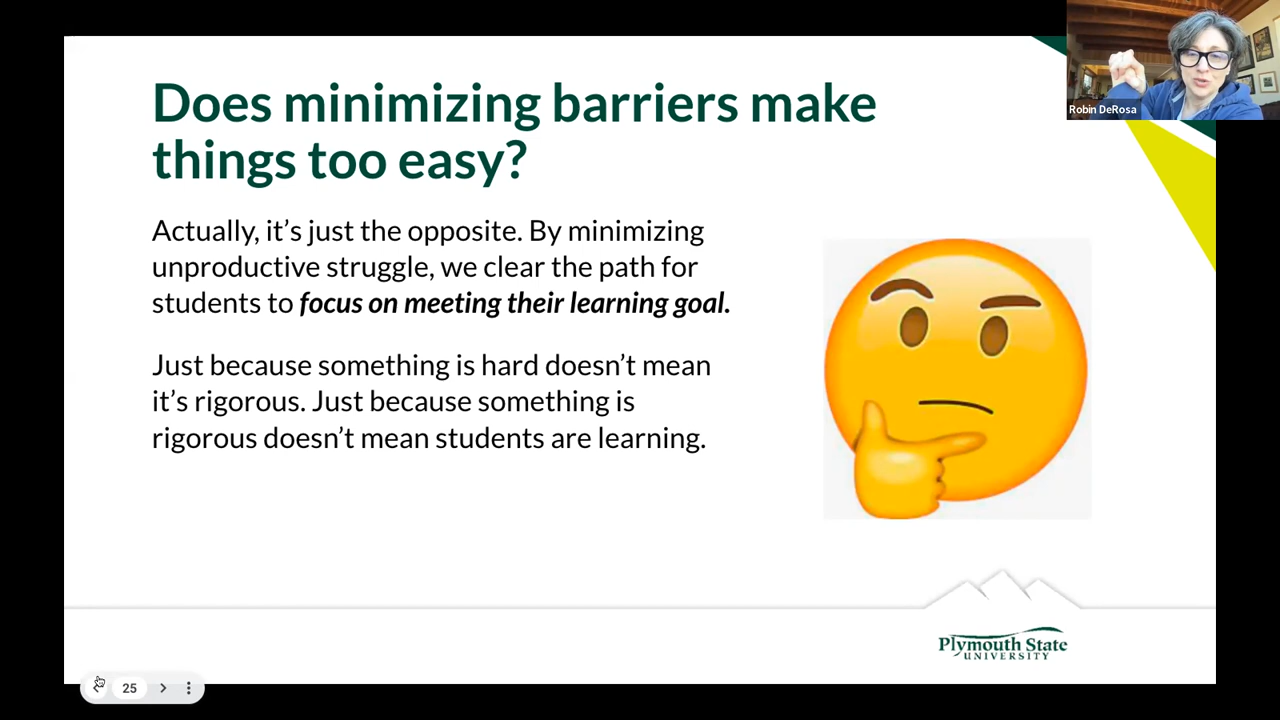 Robin DeRosa
Does minimizing barriers make
things too easy?
Actually, it’s just the opposite. By minimizing
unproductive struggle, we clear the path for
students to focus on meeting their learning goal.
Just because something is hard doesn’t mean
it’s rigorous. Just because something is
rigorous doesn’t mean students are learning.
Plymouth State
UNIVERSITY
25